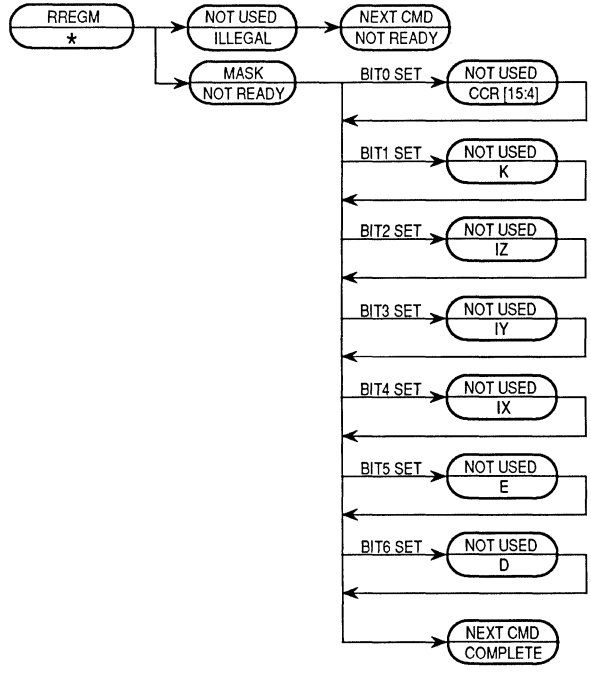 RREGM
*
NOT USED
ILLEGAL
NEXT CMD
NOT READY
MASK
NOT READY
BIT0 SET
NOT USED
CCR [15:4]
BIT1 SET
NOT USED
K
BIT2 SET
NOT USED
IZ
BIT3 SET
NOT USED
IY
BIT4 SET
NOT USED
IX
BIT5 SET
NOT USED
E
BIT6 SET
NOT USED
D
NEXT CMD
COMPLETE